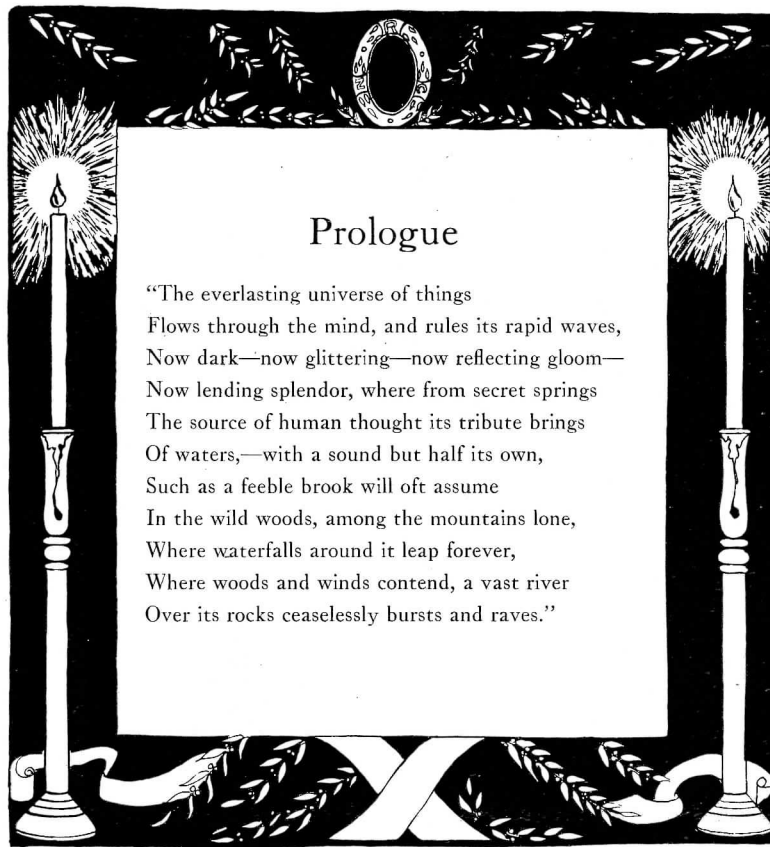 R
N C
Prologue
“The everlasting universe of things
Flows through the mind, and rules its rapid waves,
Now dark—now glittering—now reflecting gloom—
Now lending splendor, where from secret springs
The source of human thought its tribute brings
Of waters,—with a sound but half its own,
Such as a feeble brook will oft assume
In the wild woods, among the mountains lone,
Where waterfalls around it leap forever,
Where woods and winds contend, a vast river
Over its rocks ceaselessly bursts and raves.”